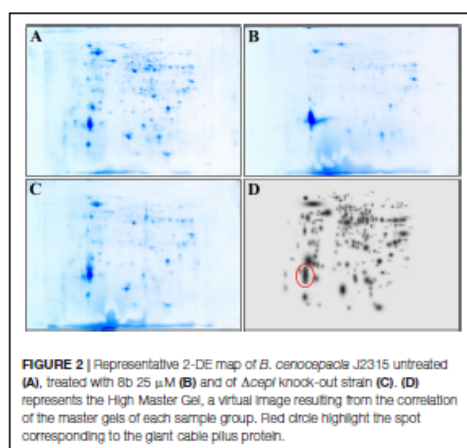 A
B
C
D
FIGURE 2 | Representative 2-DE map of B. cenocepacia J2315 untreated
(A), treated with 8b 25 μM (B) and of ΔcepI knock-out strain (C). (D)
represents the High Master Gel, a virtual image resulting from the correlation
of the master gels of each sample group. Red circle highlight the spot
corresponding to the giant cable pilus protein.